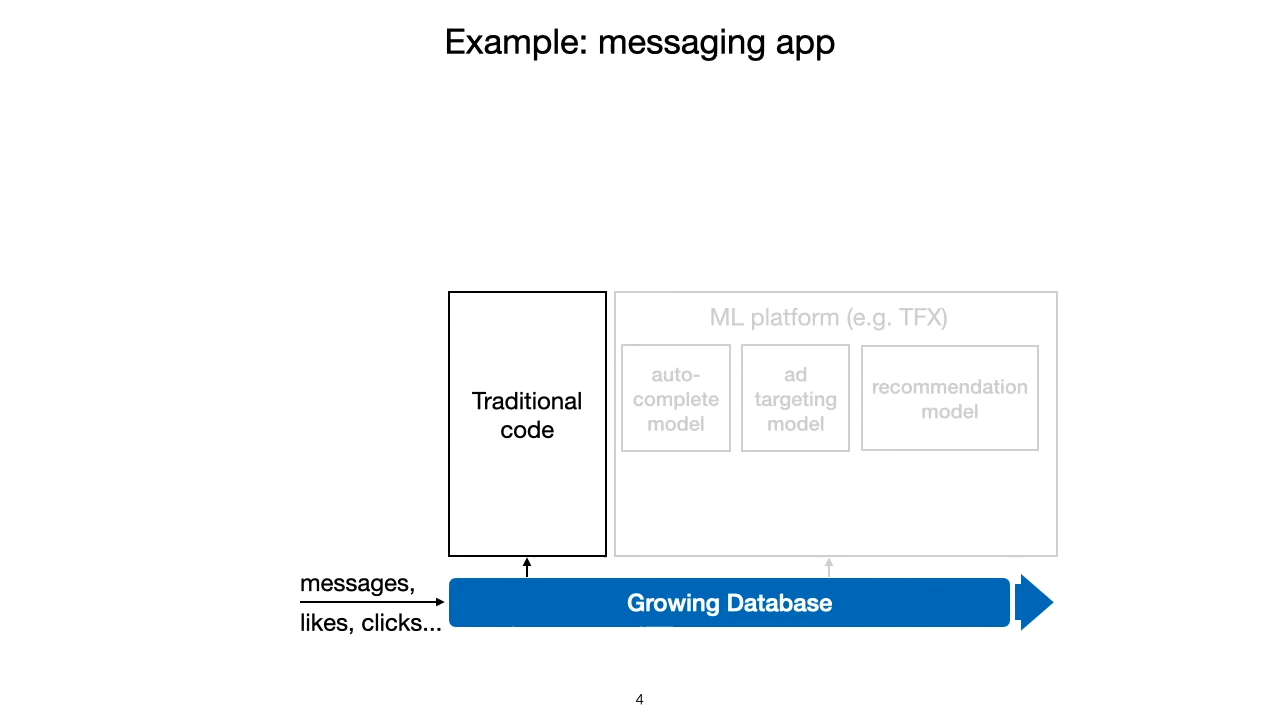 Example: messaging app
Traditional
code
ML platform (e.g. TFX)
auto-
complete
model
ad
targeting
model
recommendation
model
messages,
likes, clicks...
Growing Database
4